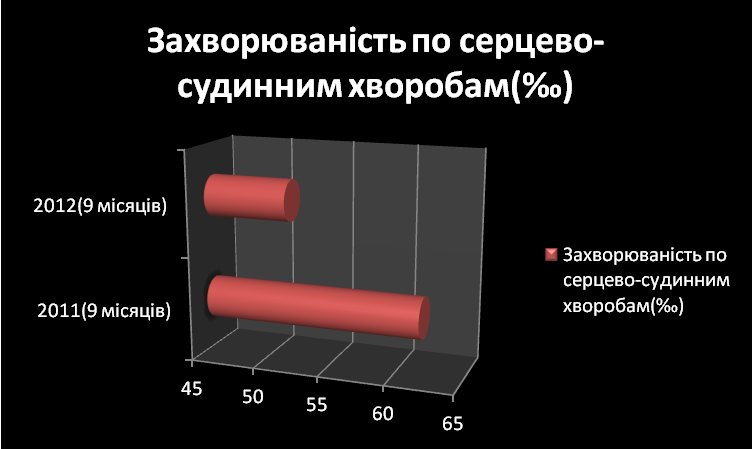 Захворюваність по серцево-
судинним хворобам(‰)
2012(9 місяців)
2011(9 місяців)
45
50
55
60
65
Захворюваність по
серцево-судинним
хворобам(‰)